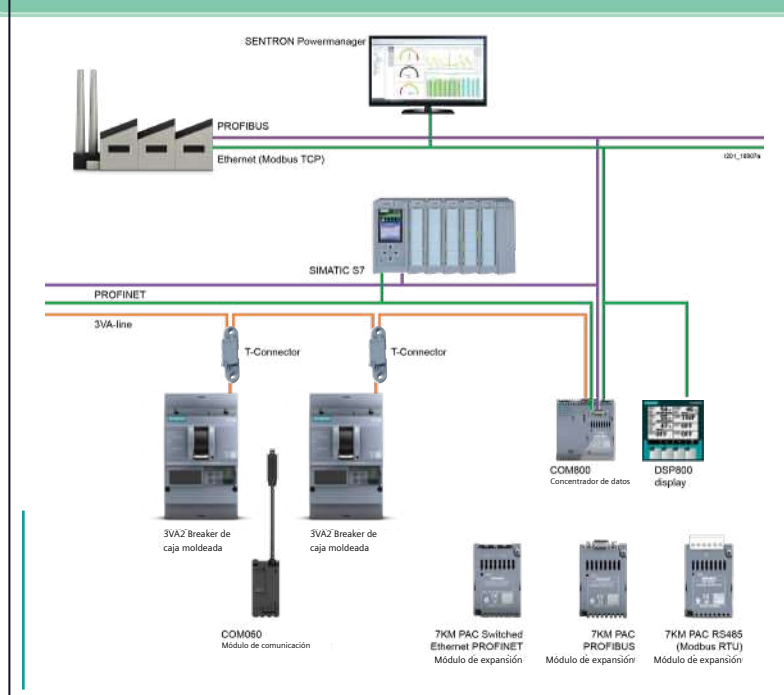 SENTRON Powermanager
PROFIBUS
Ethernet (Modbus TCP)
I201_18907a
SIMATIC S7
PROFINET
3VA-line
T-Connector
T-Connector
COM800
Concentrador de datos
DSP800
display
3VA2 Breaker de
caja moldeada
3VA2 Breaker de
caja moldeada
COM060
Módulo de comunicación
7KM PAC Switched
Ethernet PROFINET
Módulo de expansión
7KM PAC
PROFIBUS
Módulo de expansión
7KM PAC RS485
(Modbus RTU)
Módulo de expansión